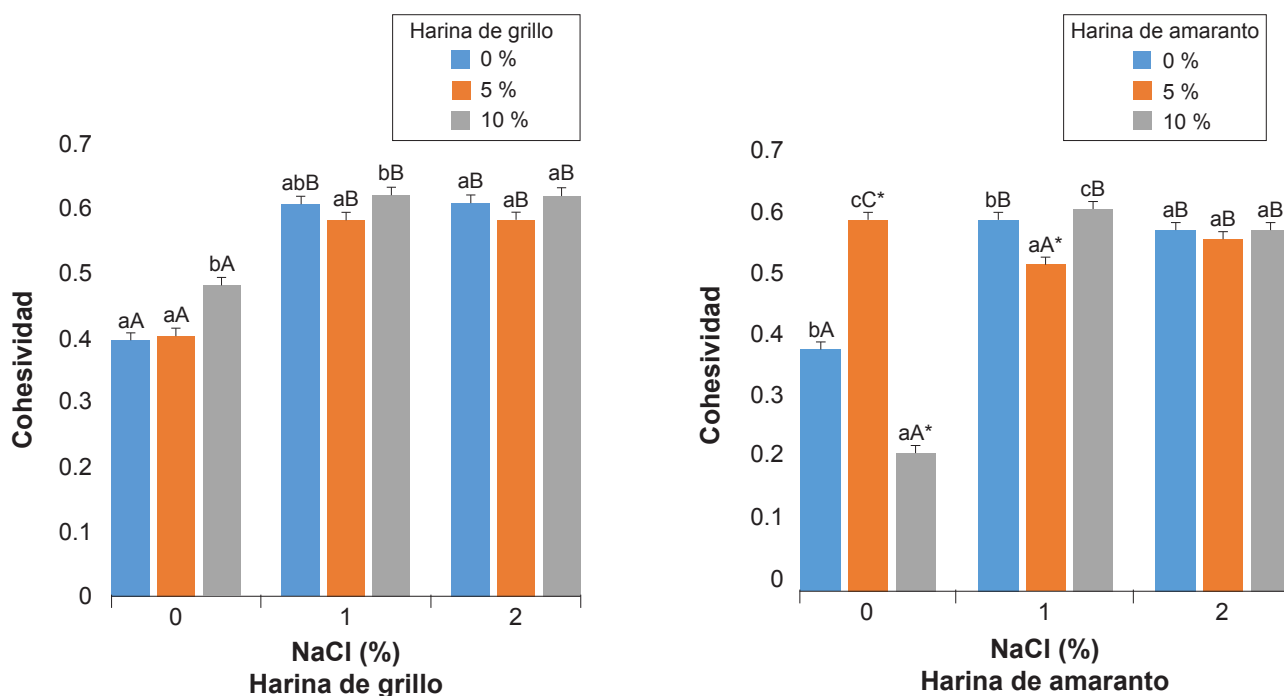 Harina de grillo
0 %
5 %
10 %
0.7
0.6
0.5
0.4
0.3
0.2
0.1
0
Cohesividad
aA
aA
bA
abB
aB
bB
aB
aB
aB
0
1
2
NaCl (%)
Harina de grillo
Harina de amaranto
0 %
5 %
10 %
0.7
0.6
0.5
0.4
0.3
0.2
0.1
0
Cohesividad
bA
cC*
aA*
bB
aA*
cB
aB
aB
aB
0
1
2
NaCl (%)
Harina de amaranto